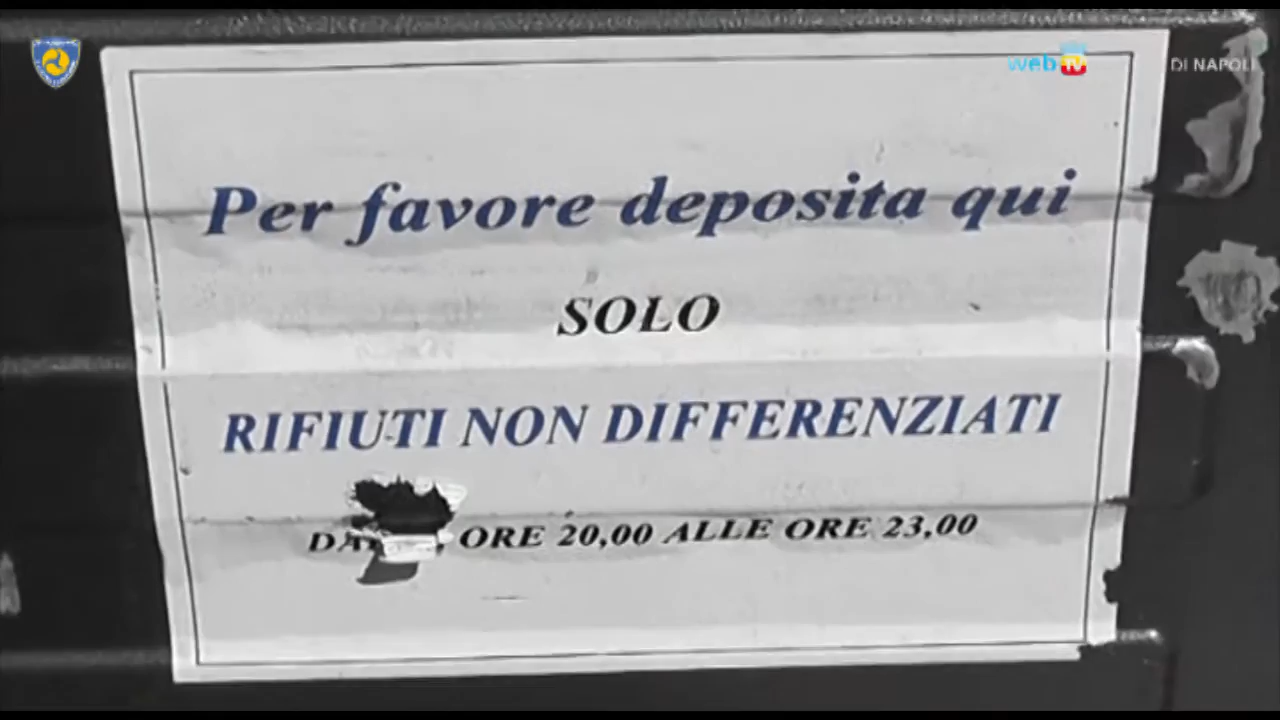 web tv DI NAPOLI
Per favore deposita qui
SOLO
RIFIUTI NON DIFFERENZIATI
ORE 20,00 ALLE ORE 23,00